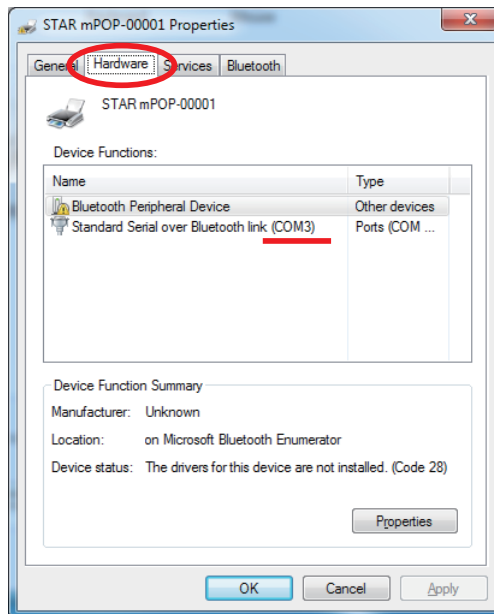 STAR mPOP-00001 Properties
General Hardware Services Bluetooth
STAR mPOP-00001
Device Functions:
Name Type
Bluetooth Peripheral Device Other devices
Standard Serial over Bluetooth link (COM3) Ports (COM ...
Device Function Summary
Manufacturer: Unknown
Location: on Microsoft Bluetooth Enumerator
Device status: The drivers for this device are not installed. (Code 28)
Properties
OK Cancel Apply